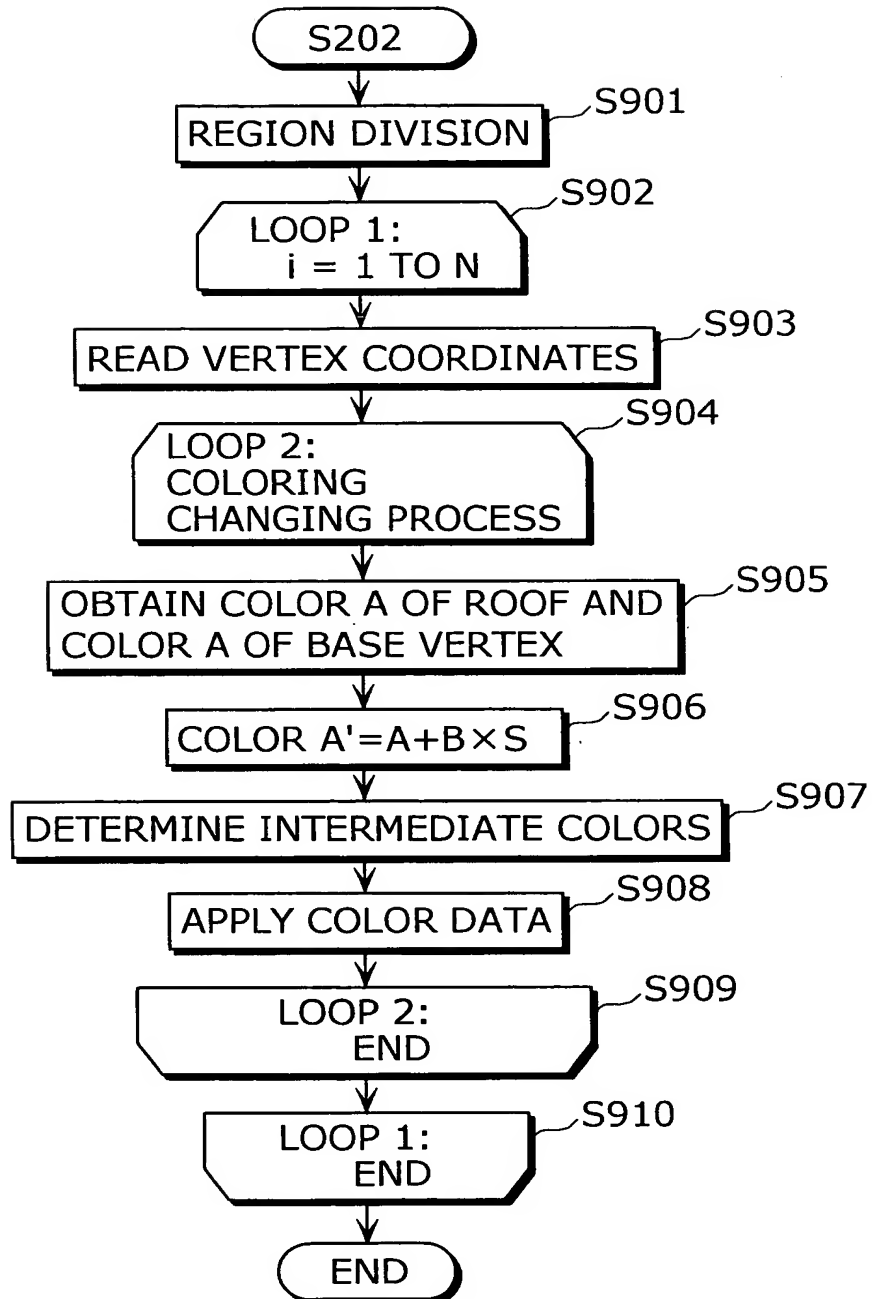 S202
S901
REGION DIVISION
S902
LOOP 1:
i = 1 TO N
S903
READ VERTEX COORDINATES
S904
LOOP 2:
COLORING
CHANGING PROCESS
S905
OBTAIN COLOR A OF ROOF AND
COLOR A OF BASE VERTEX
S906
COLOR A'=A+B×S
S907
DETERMINE INTERMEDIATE COLORS
S908
APPLY COLOR DATA
S909
LOOP 2:
END
S910
LOOP 1:
END
END